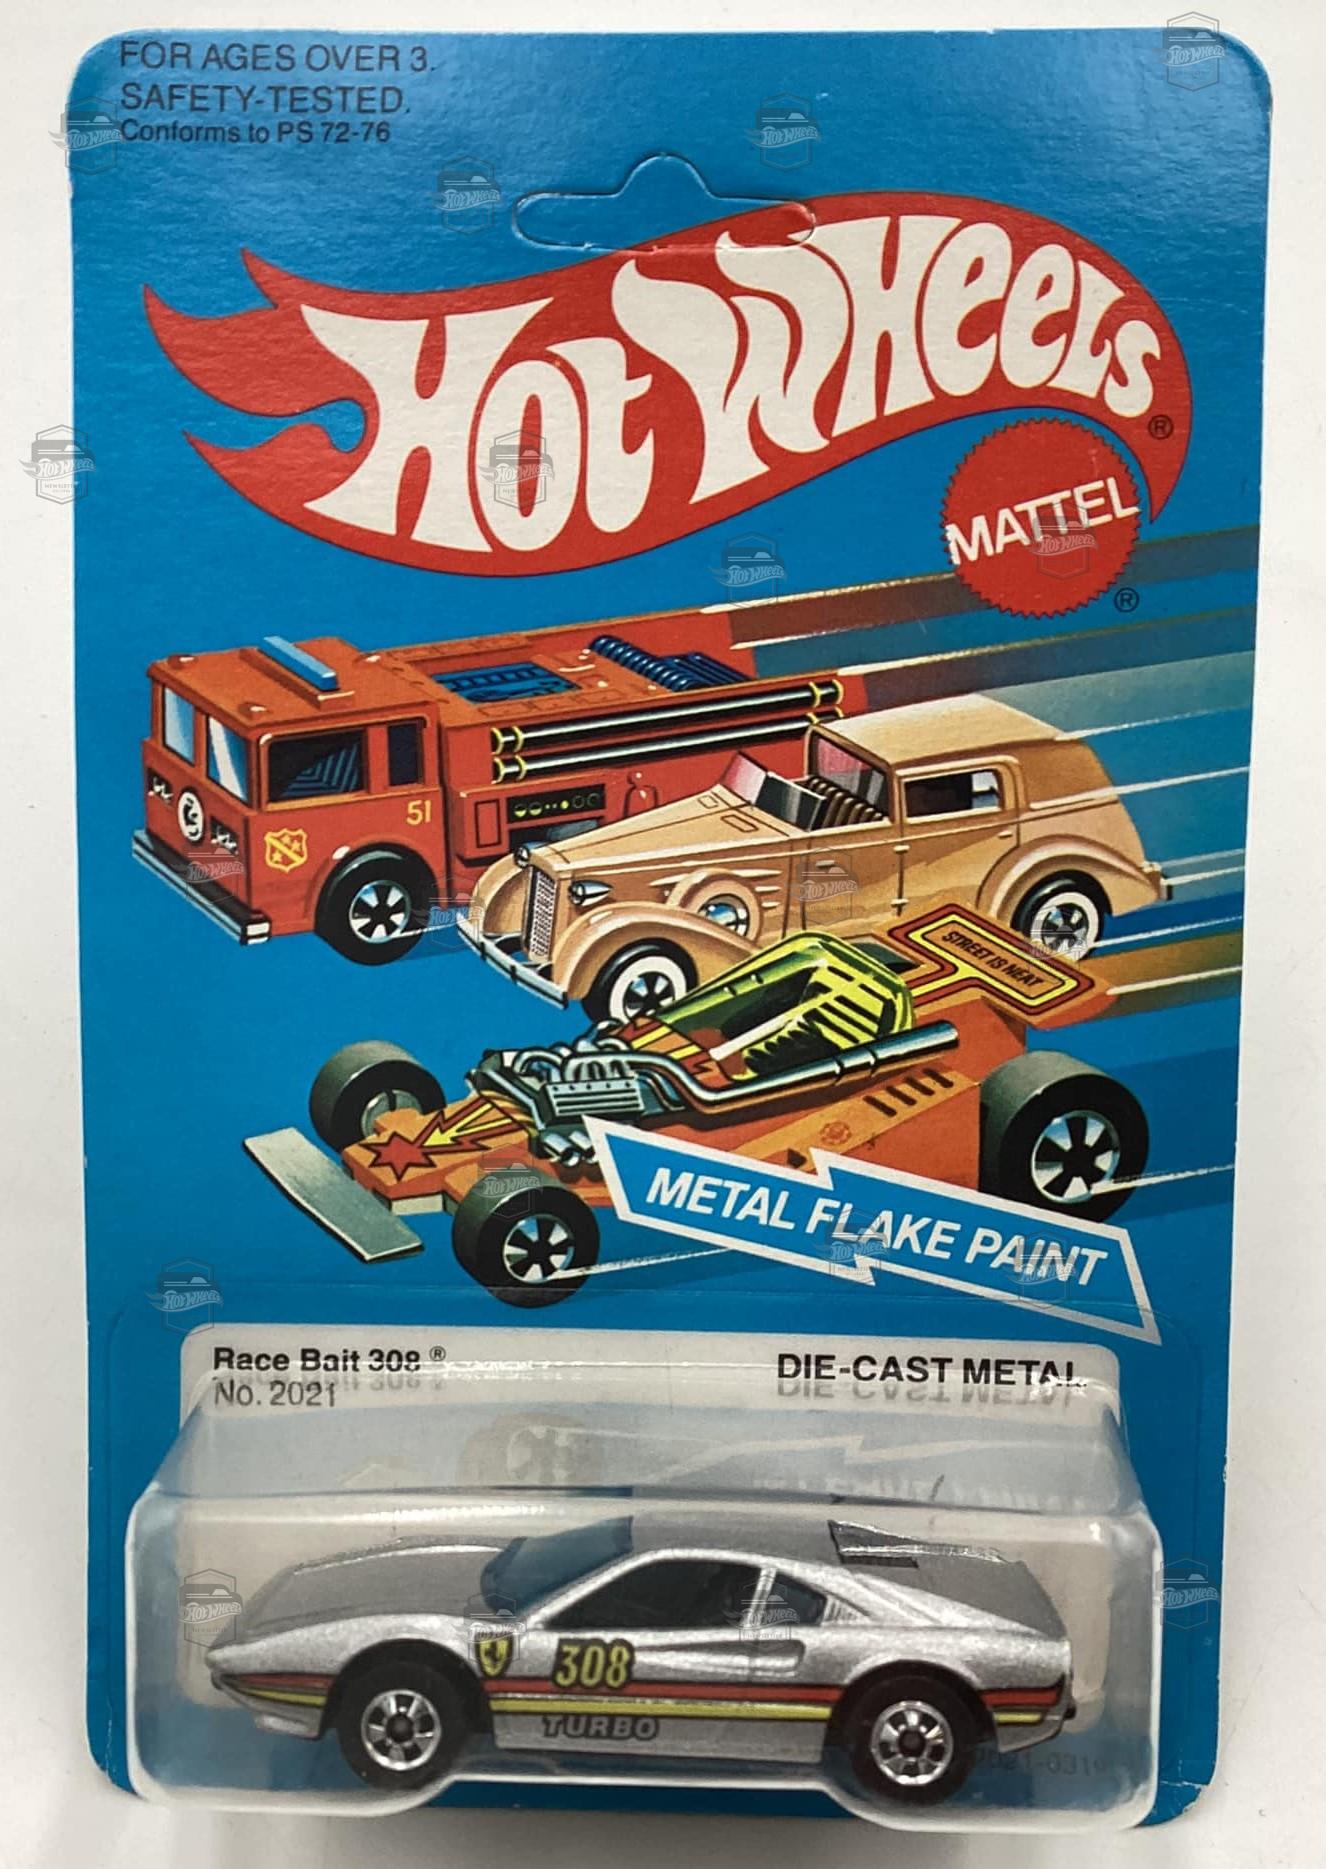 FOR AGES OVER 3.
SAFETY-TESTED.
Conforms to PS 72-76
Hot Wheels ®
MATTEL
®
51
STREET IS NEAT
METAL FLAKE PAINT
Race Bait 308 ®
No. 2021
DIE-CAST METAL
308
TURBO